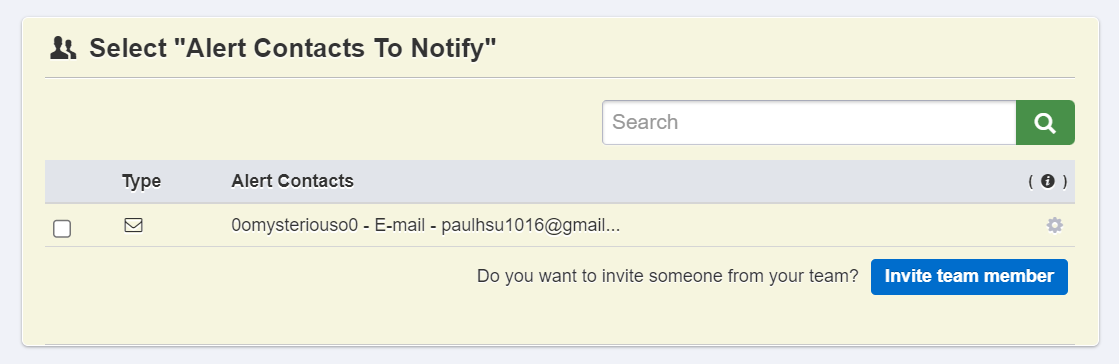 Select "Alert Contacts To Notify"
Search
Type Alert Contacts ( i )
0omysteriouso0 - E-mail - paulhsu1016@gmail...
Do you want to invite someone from your team? Invite team member